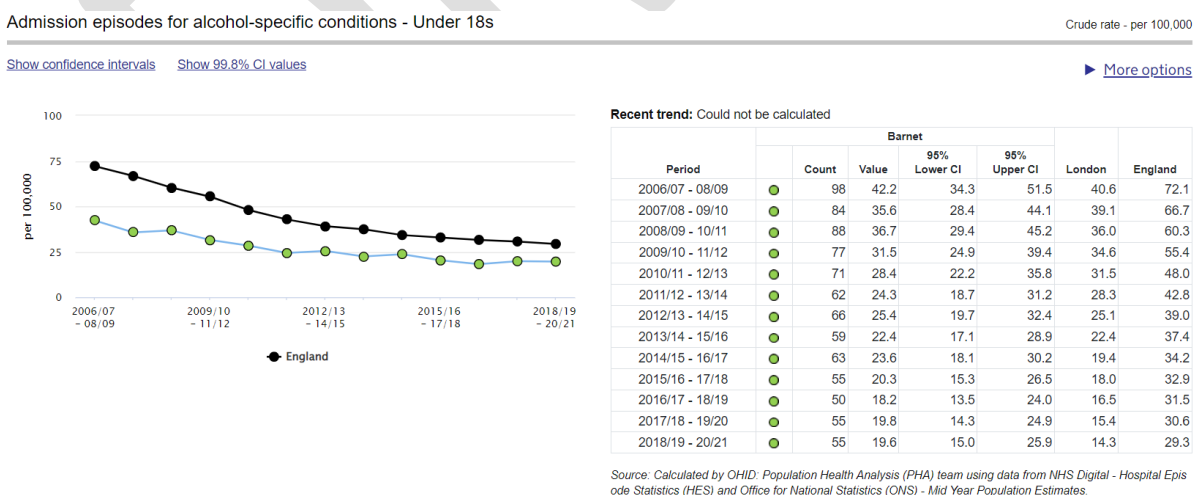 Admission episodes for alcohol-specific conditions - Under 18s
Crude rate - per 100,000
Show confidence intervals Show 99.8% CI values
▶ More options
100
75
50
25
0
per 100,000
2006/07 - 08/09
2009/10 - 11/12
2012/13 - 14/15
2015/16 - 17/18
2018/19 - 20/21
England
Recent trend: Could not be calculated
Barnet
Period Count Value 95% Lower CI 95% Upper CI London England
2006/07 - 08/09 98 42.2 34.3 51.5 40.6 72.1
2007/08 - 09/10 84 35.6 28.4 44.1 39.1 66.7
2008/09 - 10/11 88 36.7 29.4 45.2 36.0 60.3
2009/10 - 11/12 77 31.5 24.9 39.4 34.6 55.4
2010/11 - 12/13 71 28.4 22.2 35.8 31.5 48.0
2011/12 - 13/14 62 24.3 18.7 31.2 28.3 42.8
2012/13 - 14/15 66 25.4 19.7 32.4 25.1 39.0
2013/14 - 15/16 59 22.4 17.1 28.9 22.4 37.4
2014/15 - 16/17 63 23.6 18.1 30.2 19.4 34.2
2015/16 - 17/18 55 20.3 15.3 26.5 18.0 32.9
2016/17 - 18/19 50 18.2 13.5 24.0 16.5 31.5
2017/18 - 19/20 55 19.8 14.3 24.9 15.4 30.6
2018/19 - 20/21 55 19.6 15.0 25.9 14.3 29.3
Source: Calculated by OHID: Population Health Analysis (PHA) team using data from NHS Digital - Hospital Epis
ode Statistics (HES) and Office for National Statistics (ONS) - Mid Year Population Estimates.